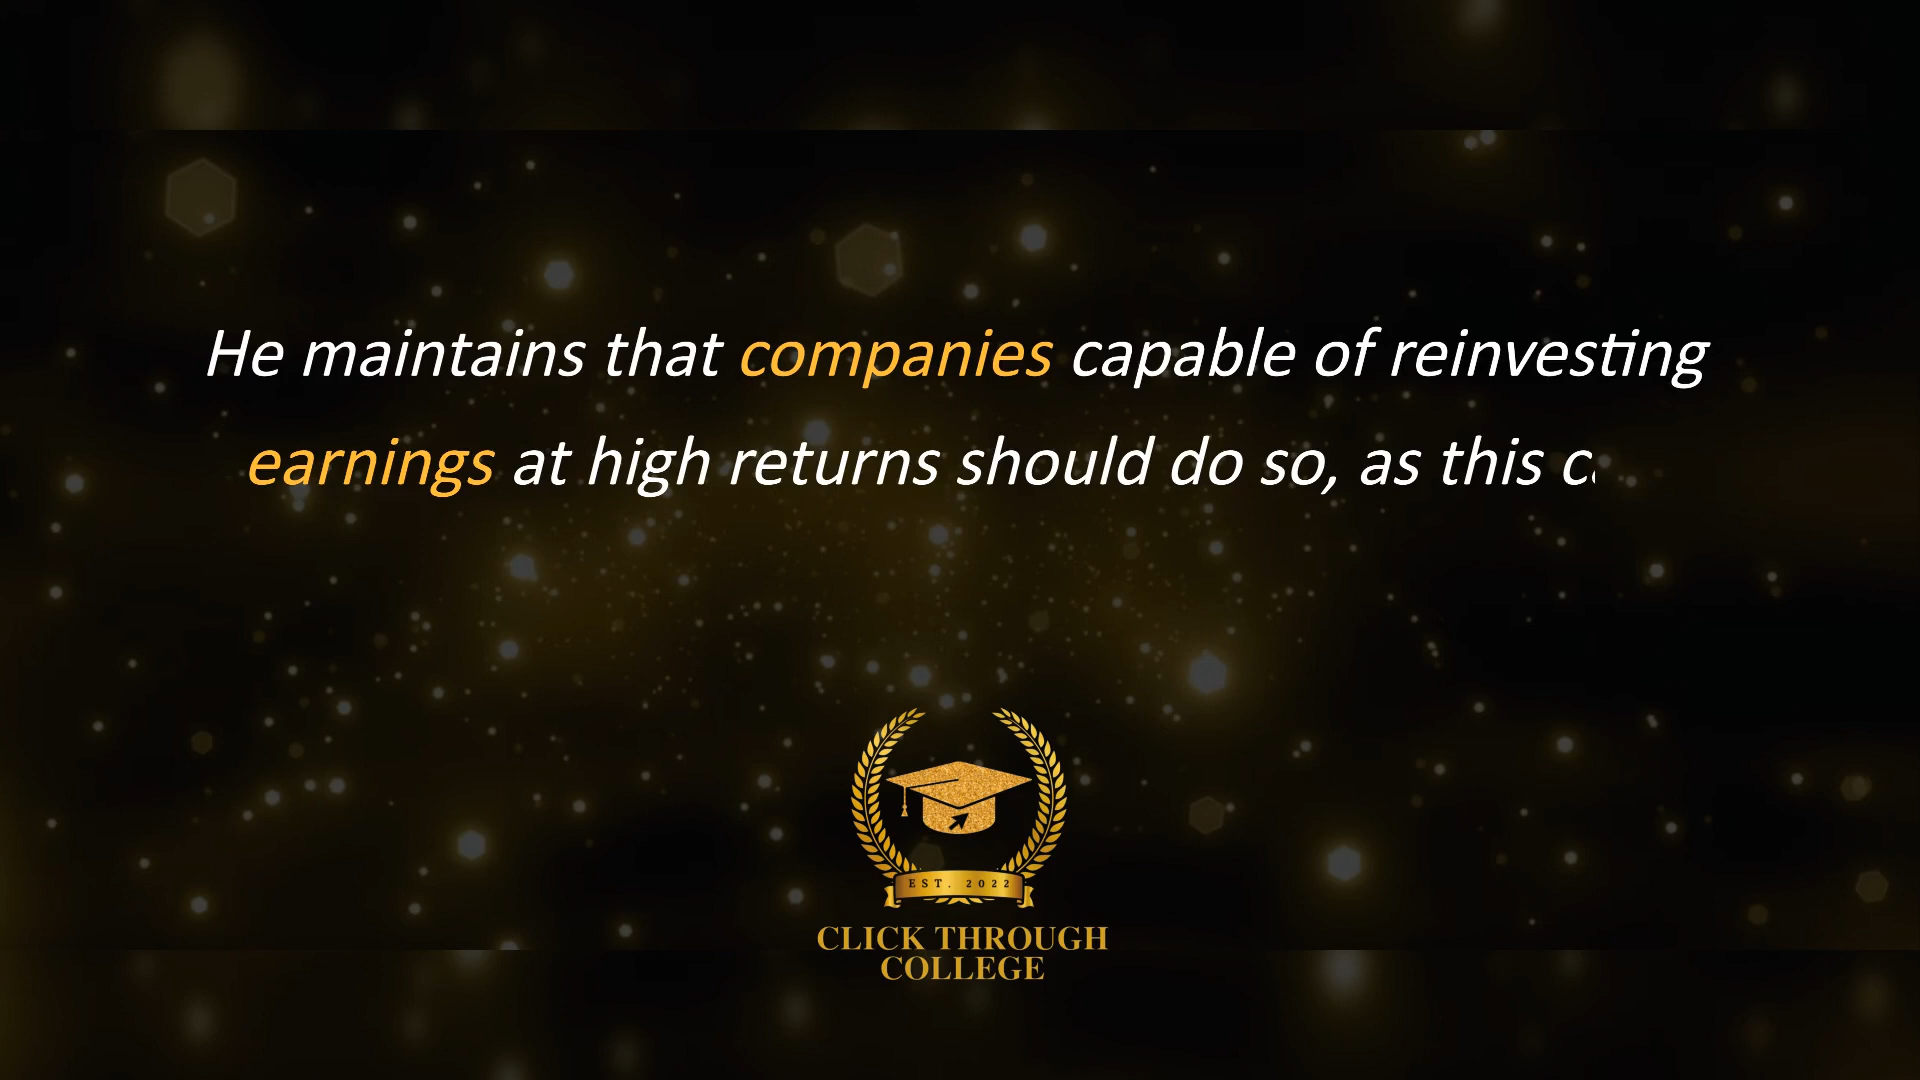 He maintains that companies capable of reinvesting
earnings at high returns should do so, as this
EST. 2022
CLICK THROUGH
COLLEGE